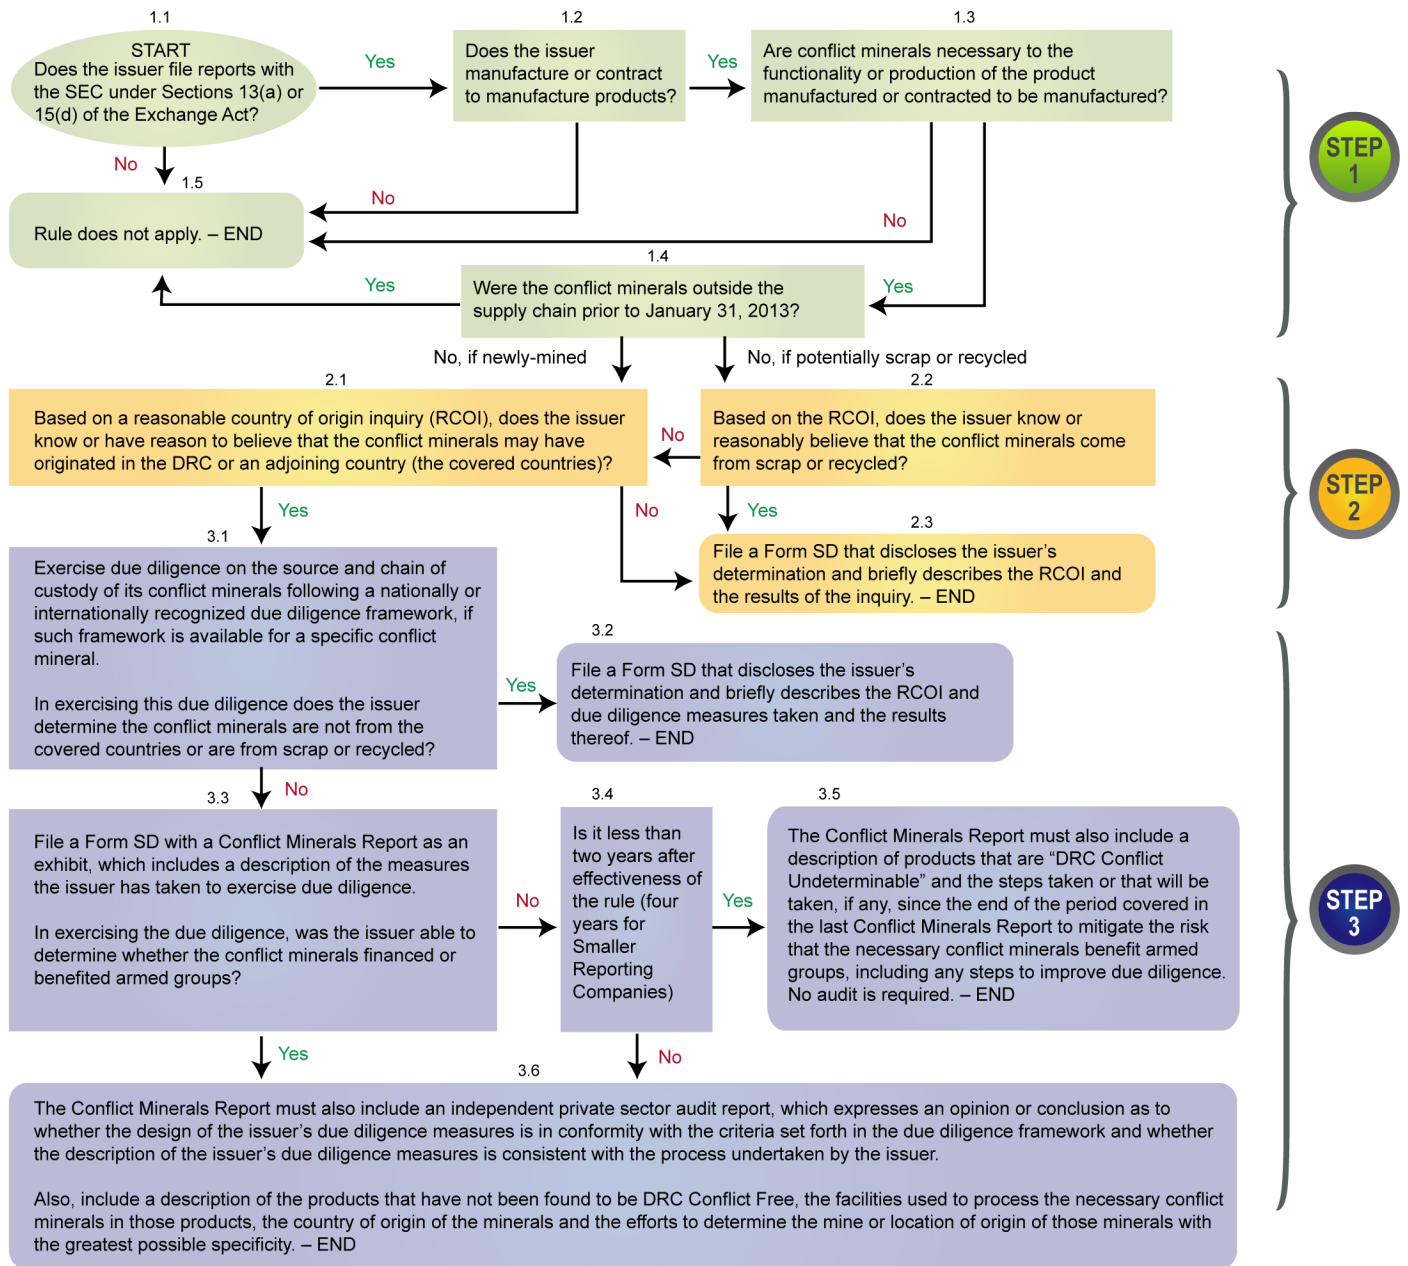 1.1
START
Does the issuer file reports with
the SEC under Sections 13(a) or
15(d) of the Exchange Act?
Yes
1.2
Does the issuer
manufacture or contract
to manufacture products?
Yes
1.3
Are conflict minerals necessary to the
functionality or production of the product
manufactured or contracted to be manufactured?
STEP
1
No
1.5
Rule does not apply. – END
No
No
1.4
Yes
Were the conflict minerals outside the
supply chain prior to January 31, 2013?
Yes
No, if newly-mined
No, if potentially scrap or recycled
2.1
Based on a reasonable country of origin inquiry (RCOI), does the issuer
know or have reason to believe that the conflict minerals may have
originated in the DRC or an adjoining country (the covered countries)?
No
2.2
Based on the RCOI, does the issuer know or
reasonably believe that the conflict minerals come
from scrap or recycled?
STEP
2
Yes
No
Yes
2.3
File a Form SD that discloses the issuer’s
determination and briefly describes the RCOI and
the results of the inquiry. – END
3.1
Exercise due diligence on the source and chain of
custody of its conflict minerals following a nationally or
internationally recognized due diligence framework, if
such framework is available for a specific conflict
mineral.
In exercising this due diligence does the issuer
determine the conflict minerals are not from the
covered countries or are from scrap or recycled?
Yes
3.2
File a Form SD that discloses the issuer’s
determination and briefly describes the RCOI and
due diligence measures taken and the results
thereof. – END
No
3.3
File a Form SD with a Conflict Minerals Report as an
exhibit, which includes a description of the measures
the issuer has taken to exercise due diligence.
In exercising the due diligence, was the issuer able to
determine whether the conflict minerals financed or
benefited armed groups?
No
3.4
Is it less than
two years after
effectiveness of
the rule (four
years for
Smaller
Reporting
Companies)
Yes
3.5
The Conflict Minerals Report must also include a
description of products that are “DRC Conflict
Undeterminable” and the steps taken or that will be
taken, if any, since the end of the period covered in
the last Conflict Minerals Report to mitigate the risk
that the necessary conflict minerals benefit armed
groups, including any steps to improve due diligence.
No audit is required. – END
STEP
3
Yes
No
3.6
The Conflict Minerals Report must also include an independent private sector audit report, which expresses an opinion or conclusion as to
whether the design of the issuer’s due diligence measures is in conformity with the criteria set forth in the due diligence framework and whether
the description of the issuer’s due diligence measures is consistent with the process undertaken by the issuer.
Also, include a description of the products that have not been found to be DRC Conflict Free, the facilities used to process the necessary conflict
minerals in those products, the country of origin of the minerals and the efforts to determine the mine or location of origin of those minerals with
the greatest possible specificity. – END